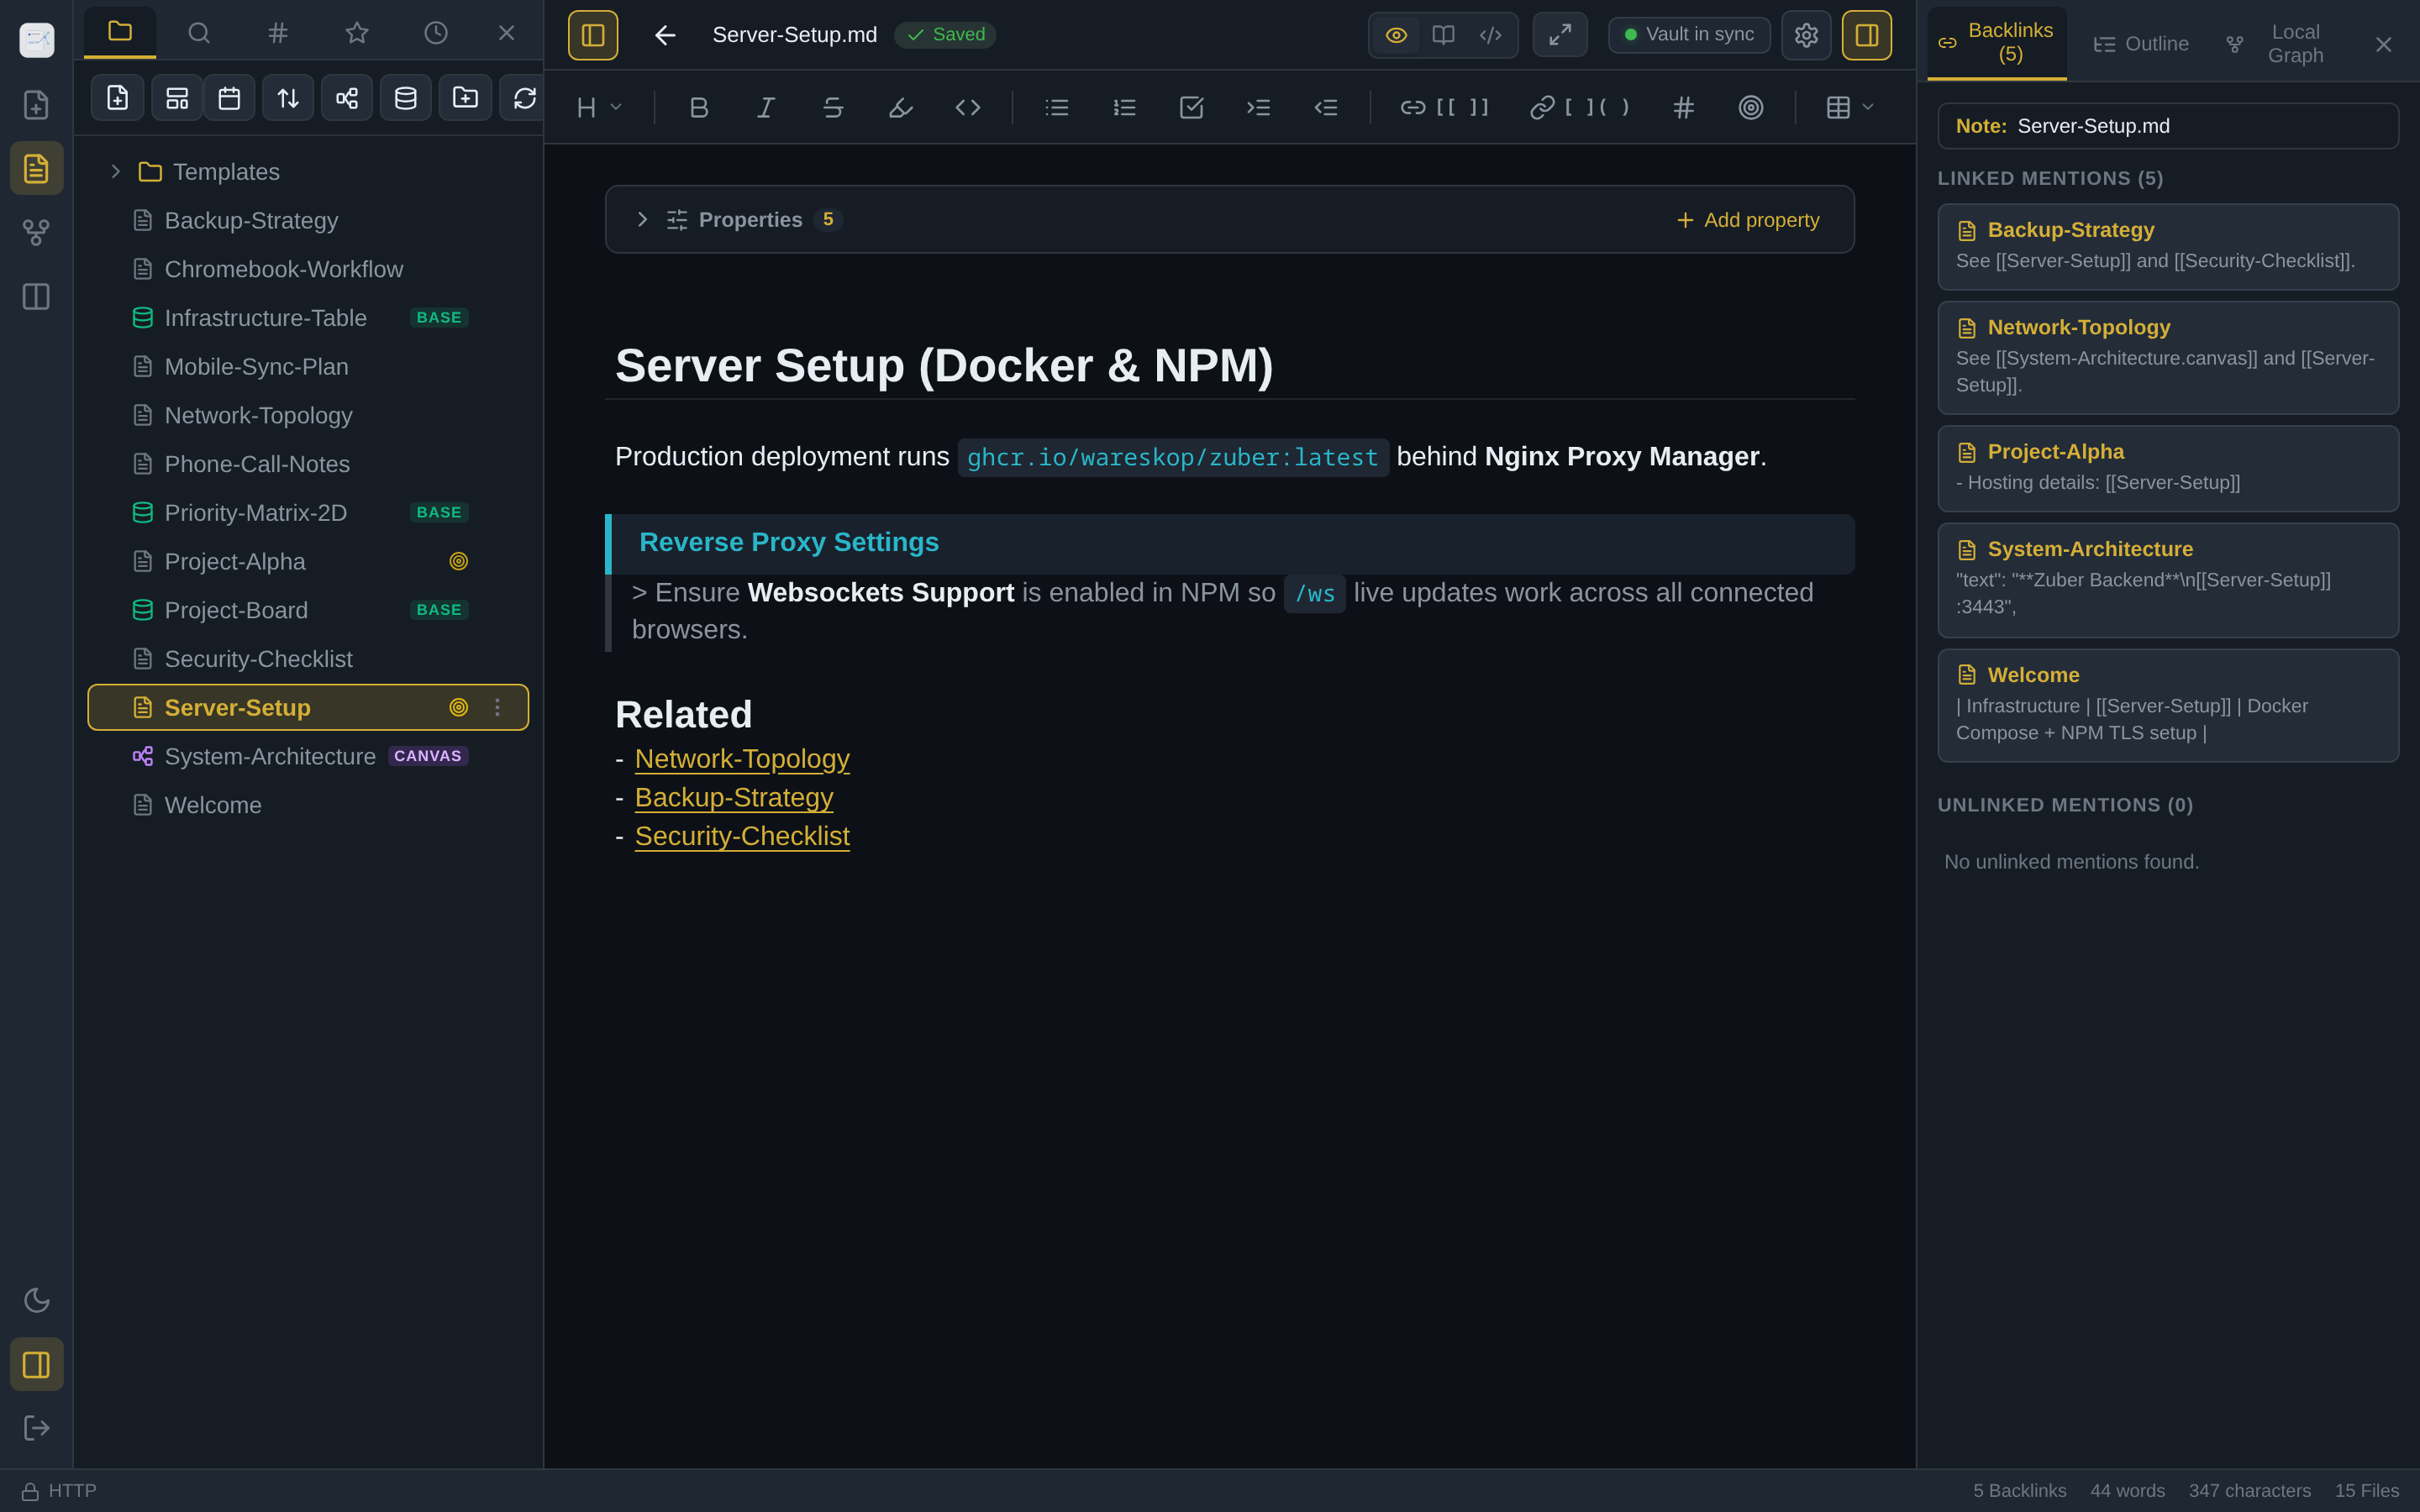 Server-Setup.md
Saved
Vault in sync
Backlinks (5)
Outline
Local Graph
[[ ]]
[ ]( )
Templates
Backup-Strategy
Chromebook-Workflow
Infrastructure-Table BASE
Mobile-Sync-Plan
Network-Topology
Phone-Call-Notes
Priority-Matrix-2D BASE
Project-Alpha
Project-Board BASE
Security-Checklist
Server-Setup
System-Architecture CANVAS
Welcome
Properties 5
Add property
Server Setup (Docker & NPM)
Production deployment runs ghcr.io/wareskop/zuber:latest behind Nginx Proxy Manager.
Reverse Proxy Settings
> Ensure Websockets Support is enabled in NPM so /ws live updates work across all connected
browsers.
Related
- Network-Topology
- Backup-Strategy
- Security-Checklist
Note: Server-Setup.md
LINKED MENTIONS (5)
Backup-Strategy
See [[Server-Setup]] and [[Security-Checklist]].
Network-Topology
See [[System-Architecture.canvas]] and [[Server-
Setup]].
Project-Alpha
- Hosting details: [[Server-Setup]]
System-Architecture
"text": "**Zuber Backend**\n[[Server-Setup]]
:3443",
Welcome
| Infrastructure | [[Server-Setup]] | Docker
Compose + NPM TLS setup |
UNLINKED MENTIONS (0)
No unlinked mentions found.
HTTP
5 Backlinks
44 words
347 characters
15 Files